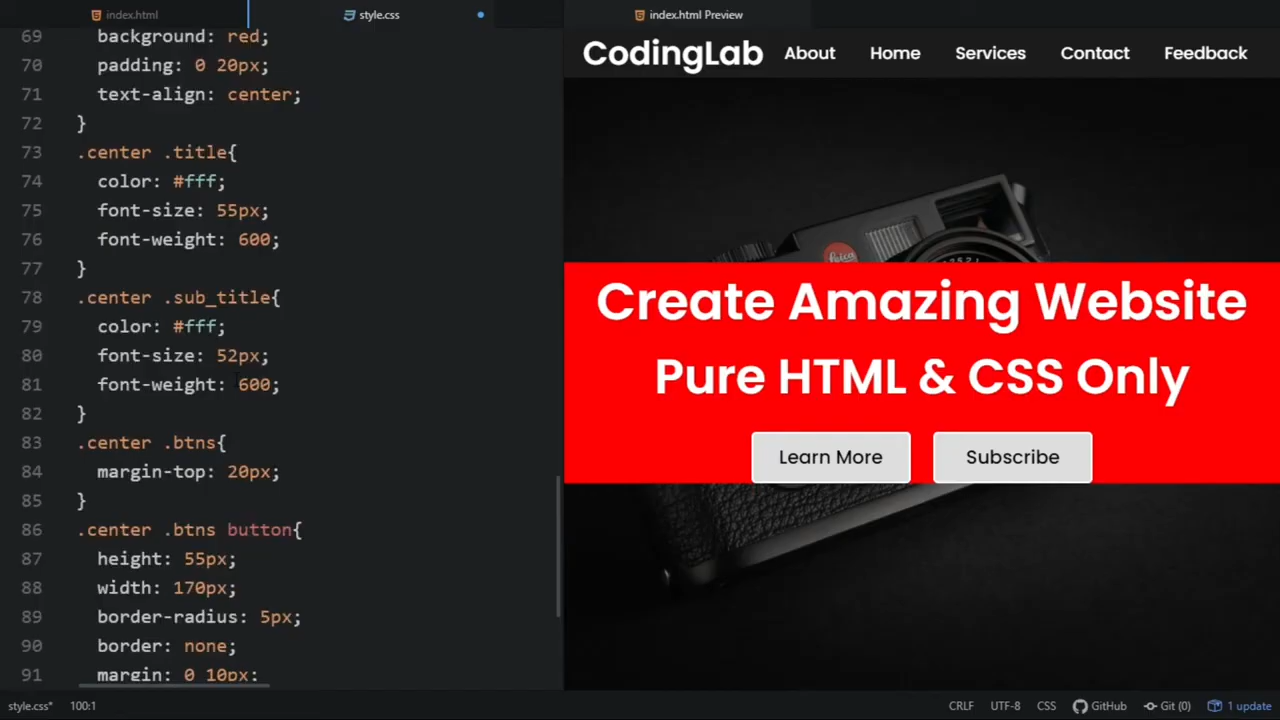 index.html
style.css
index.html Preview
69 background: red;
70 padding: 0 20px;
71 text-align: center;
72 }
73 .center .title{
74 color: #fff;
75 font-size: 55px;
76 font-weight: 600;
77 }
78 .center .sub_title{
79 color: #fff;
80 font-size: 52px;
81 font-weight: 600;
82 }
83 .center .btns{
84 margin-top: 20px;
85 }
86 .center .btns button{
87 height: 55px;
88 width: 170px;
89 border-radius: 5px;
90 border: none;
91 margin: 0 10px;
CodingLab About Home Services Contact Feedback
Leica
Create Amazing Website
Pure HTML & CSS Only
Learn More Subscribe
style.css* 100:1 CRLF UTF-8 CSS GitHub Git (0) 1 update